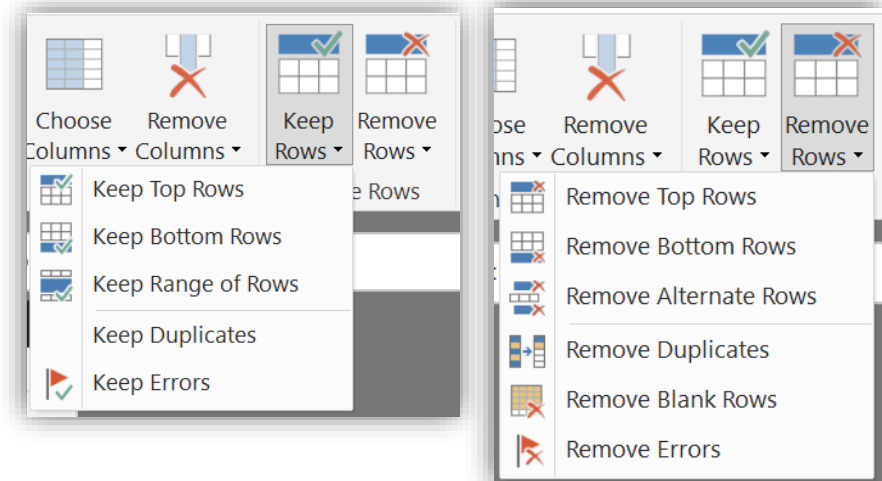 Choose Remove Keep Remove
Columns Columns Rows Rows
Keep Top Rows
e Rows
Keep Bottom Rows
Keep Range of Rows
Keep Duplicates
Keep Errors
ose Remove Keep Remove
nns Columns Rows Rows
Remove Top Rows
Remove Bottom Rows
Remove Alternate Rows
Remove Duplicates
Remove Blank Rows
Remove Errors